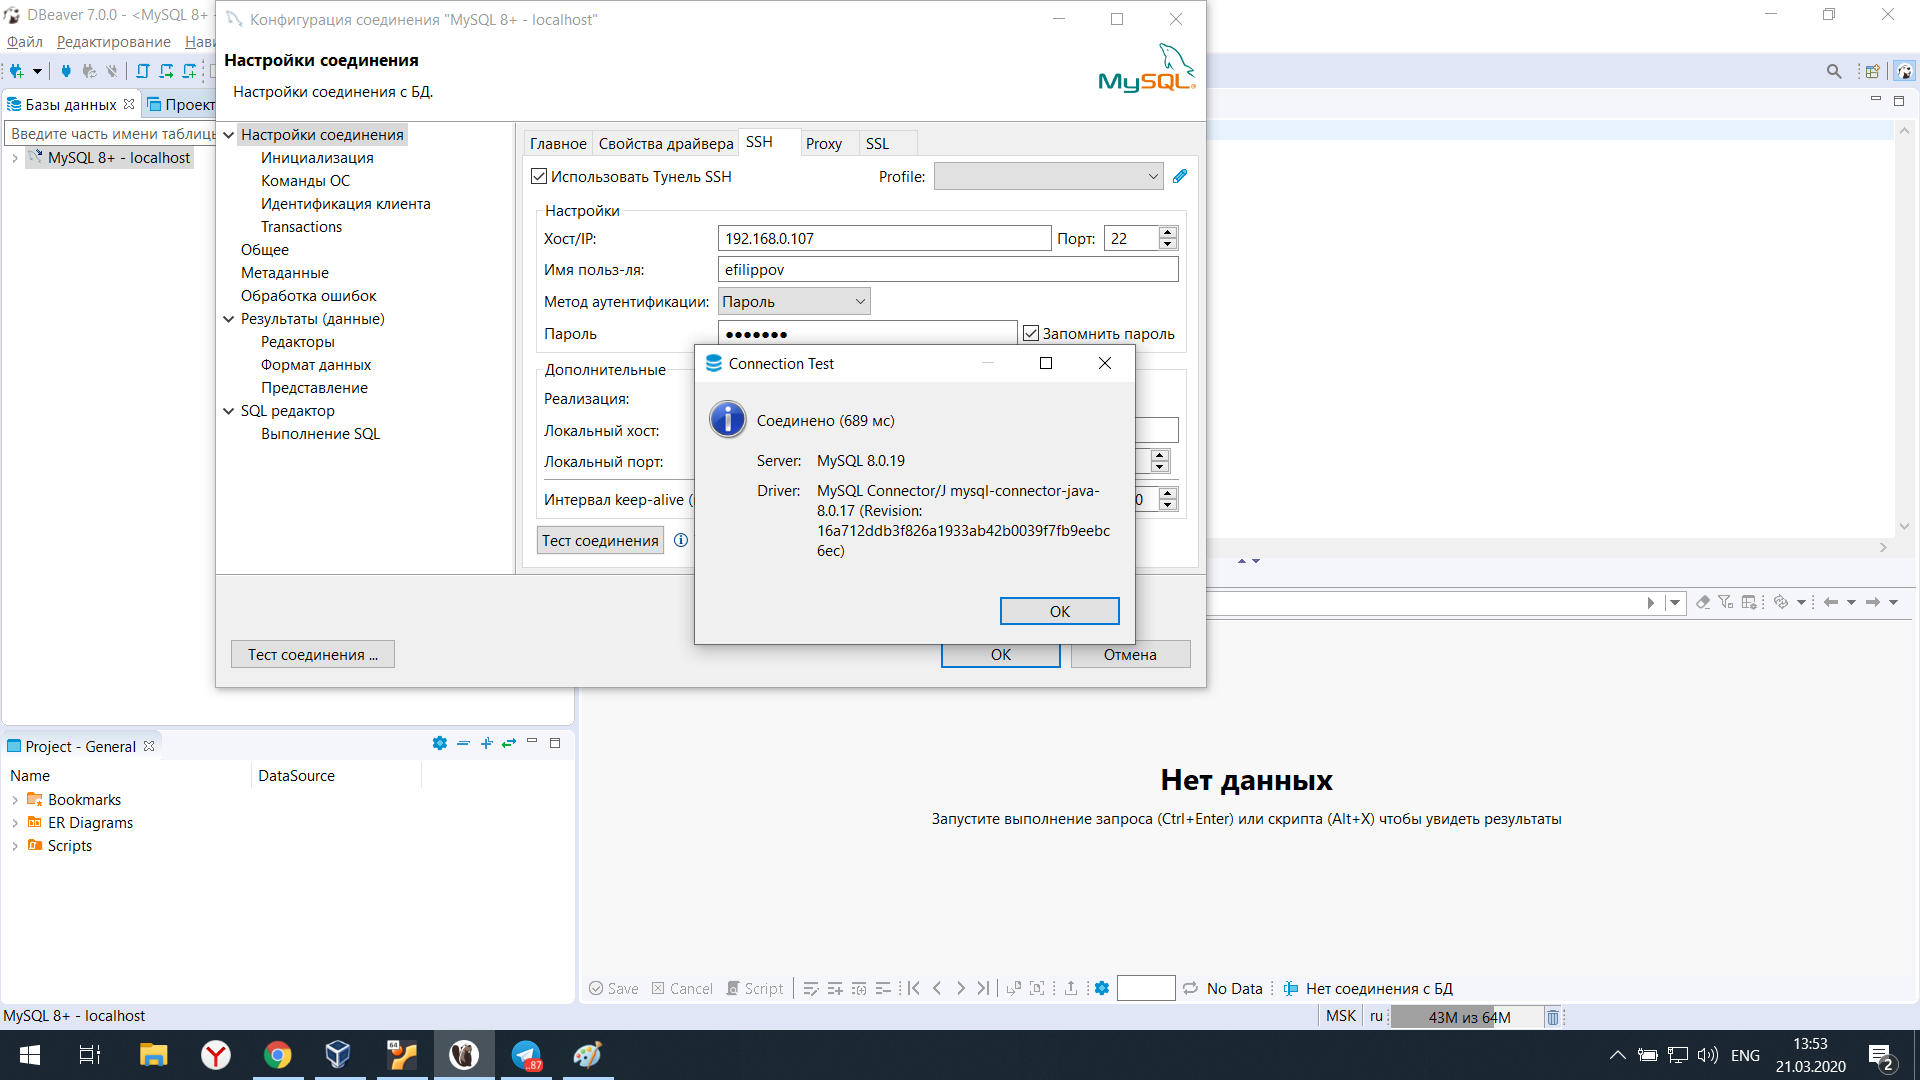 DBeaver 7.0.0 - <MySQL 8+ -
Файл Редактирование Нави
Базы данных Проект
Введите часть имени таблицы
MySQL 8+ - localhost
Конфигурация соединения "MySQL 8+ - localhost"
Настройки соединения
Настройки соединения с БД.
MySQL
Настройки соединения
Инициализация
Команды ОС
Идентификация клиента
Transactions
Общее
Метаданные
Обработка ошибок
Результаты (данные)
Редакторы
Формат данных
Представление
SQL редактор
Выполнение SQL
Главное Свойства драйвера SSH Proxy SSL
Использовать Тунель SSH Profile:
Настройки
Хост/IP: 192.168.0.107 Порт: 22
Имя польз-ля: efilippov
Метод аутентификации: Пароль
Пароль ●●●●●●● Запомнить пароль
Дополнительные
Реализация:
Локальный хост:
Локальный порт:
Интервал keep-alive ( 0
Тест соединения
Connection Test
Соединено (689 мс)
Server: MySQL 8.0.19
Driver: MySQL Connector/J mysql-connector-java-
8.0.17 (Revision:
16a712ddb3f826a1933ab42b0039f7fb9eebc
6ec)
OK
Тест соединения ... OK Отмена
Project - General
Name DataSource
Bookmarks
ER Diagrams
Scripts
Нет данных
Запустите выполнение запроса (Ctrl+Enter) или скрипта (Alt+X) чтобы увидеть результаты
Save Cancel Script No Data Нет соединения с БД
MySQL 8+ - localhost MSK ru 43M из 64M
64
..87
ENG
13:53
21.03.2020
2